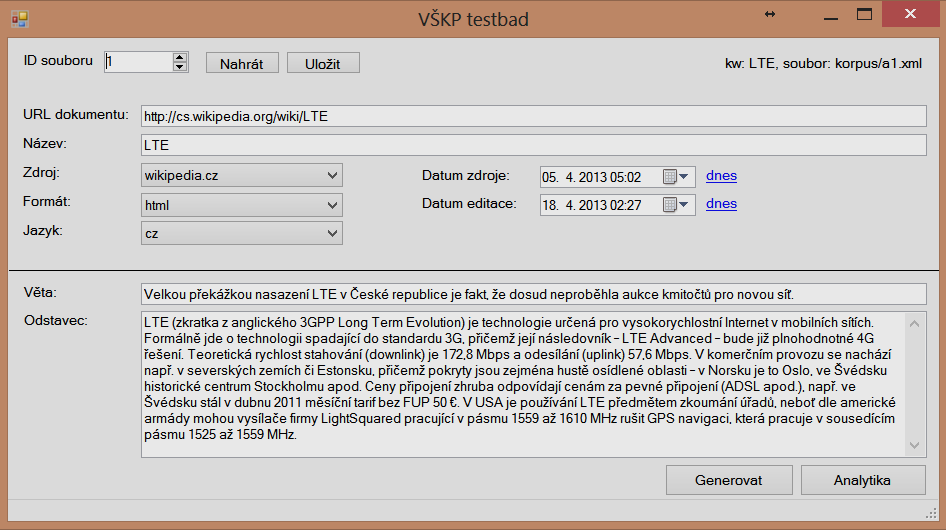 VŠKP testbad
ID souboru 1 Nahrát Uložit kw: LTE, soubor: korpus/a1.xml
URL dokumentu: http://cs.wikipedia.org/wiki/LTE
Název: LTE
Zdroj: wikipedia.cz Datum zdroje: 05. 4. 2013 05:02 dnes
Formát: html Datum editace: 18. 4. 2013 02:27 dnes
Jazyk: cz
Věta: Velkou překážkou nasazení LTE v České republice je fakt, že dosud neproběhla aukce kmitočtů pro novou síť.
Odstavec: LTE (zkratka z anglického 3GPP Long Term Evolution) je technologie určená pro vysokorychlostní Internet v mobilních sítích.
Formálně jde o technologii spadající do standardu 3G, přičemž její následovník – LTE Advanced – bude již plnohodnotné 4G
řešení. Teoretická rychlost stahování (downlink) je 172,8 Mbps a odesílání (uplink) 57,6 Mbps. V komerčním provozu se nachází
např. v severských zemích či Estonsku, přičemž pokryty jsou zejména hustě osídlené oblasti – v Norsku je to Oslo, ve Švédsku
historické centrum Stockholmu apod. Ceny připojení zhruba odpovídají cenám za pevné připojení (ADSL apod.), např. ve
Švédsku stál v dubnu 2011 měsíční tarif bez FUP 50 €. V USA je používání LTE předmětem zkoumání úřadů, neboť dle americké
armády mohou vysílače firmy LightSquared pracující v pásmu 1559 až 1610 MHz rušit GPS navigaci, která pracuje v sousedícím
pásmu 1525 až 1559 MHz.
Generovat Analytika